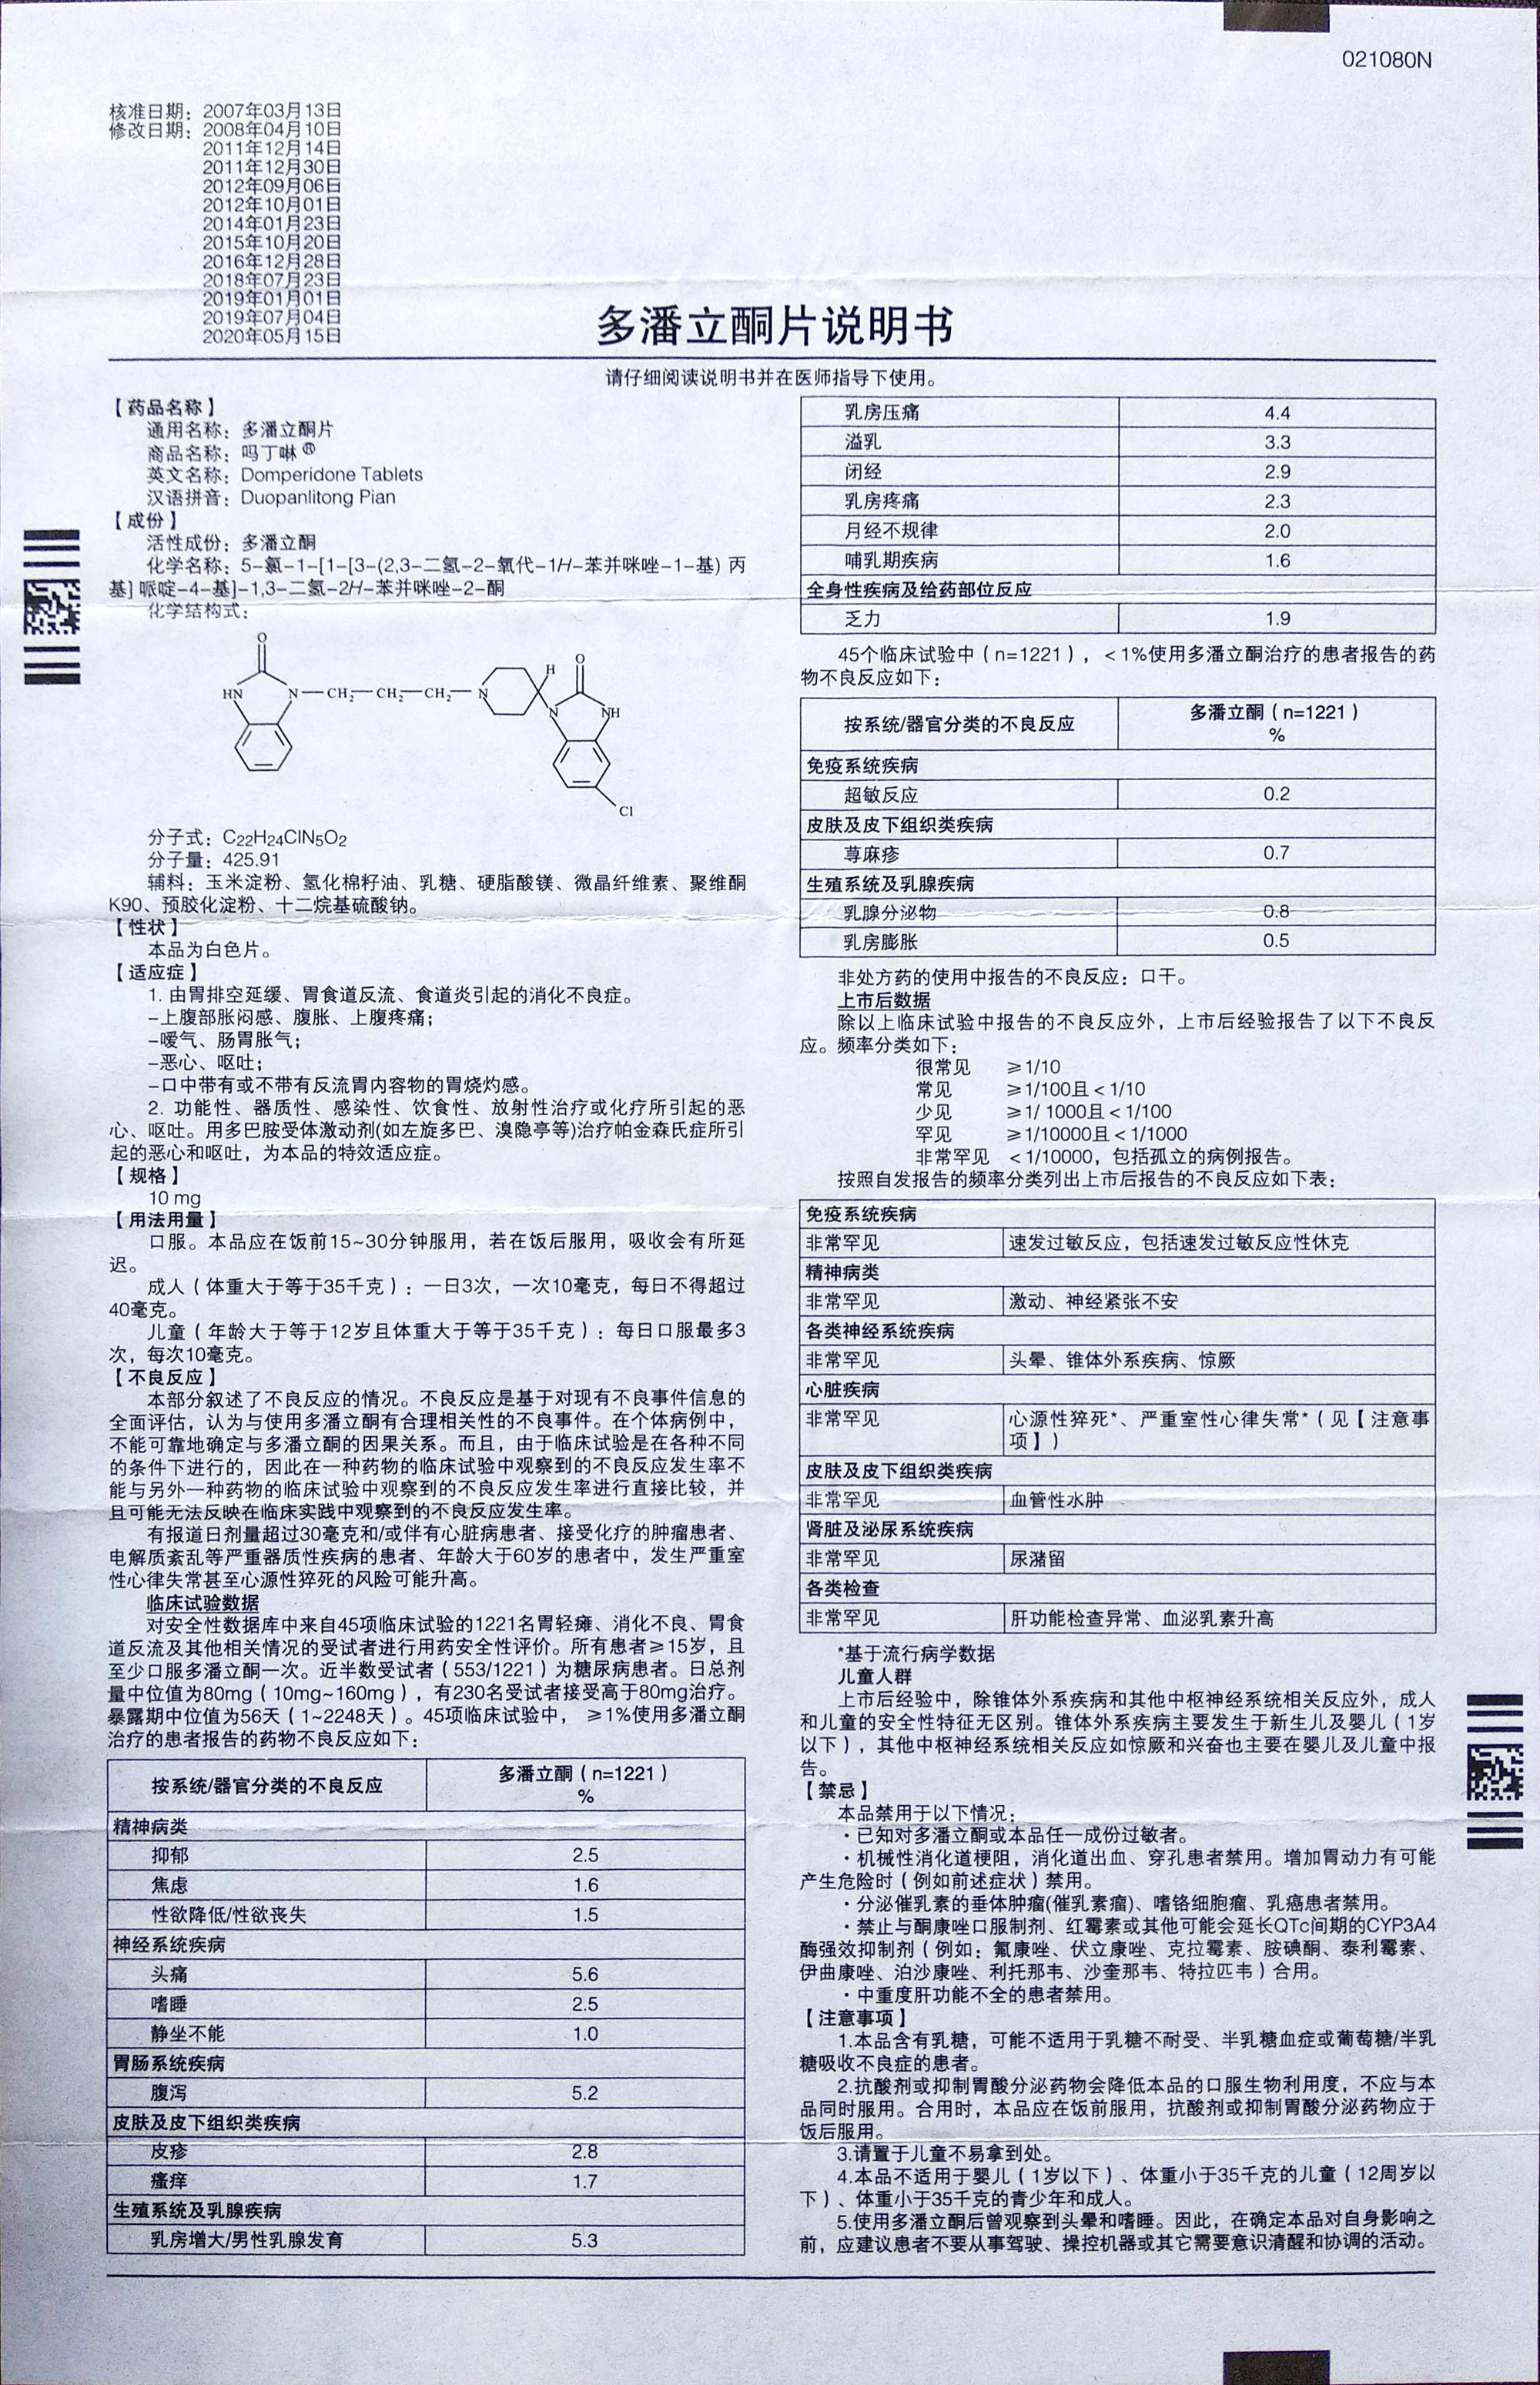 021080N
核准日期：2007年03月13日
修改日期：2008年04月10日
2011年12月14日
2011年12月30日
2012年09月06日
2012年10月01日
2014年01月23日
2015年10月20日
2016年12月28日
2018年07月23日
2019年01月01日
2019年07月04日
2020年05月15日
多潘立酮片说明书
请仔细阅读说明书并在医师指导下使用。
【药品名称】
通用名称：多潘立酮片
商品名称：吗丁啉®
英文名称：Domperidone Tablets
汉语拼音：Duopanlitong Pian
【成份】
活性成份：多潘立酮
化学名称：5-氯-1-[1-[3-(2,3-二氢-2-氧代-1H-苯并咪唑-1-基) 丙
基] 哌啶-4-基]-1,3-二氢-2H-苯并咪唑-2-酮
化学结构式：
O
HN N—CH₂—CH₂—CH₂—N H O
N NH
Cl
分子式：C₂₂H₂₄ClN₅O₂
分子量：425.91
辅料：玉米淀粉、氢化棉籽油、乳糖、硬脂酸镁、微晶纤维素、聚维酮
K90、预胶化淀粉、十二烷基硫酸钠。
【性状】
本品为白色片。
【适应症】
1. 由胃排空延缓、胃食道反流、食道炎引起的消化不良症。
-上腹部胀闷感、腹胀、上腹疼痛；
-嗳气、肠胃胀气；
-恶心、呕吐；
-口中带有或不带有反流胃内容物的胃烧灼感。
2. 功能性、器质性、感染性、饮食性、放射性治疗或化疗所引起的恶
心、呕吐。用多巴胺受体激动剂(如左旋多巴、溴隐亭等)治疗帕金森氏症所引
起的恶心和呕吐，为本品的特效适应症。
【规格】
10 mg
【用法用量】
口服。本品应在饭前15~30分钟服用，若在饭后服用，吸收会有所延
迟。
成人（体重大于等于35千克）：一日3次，一次10毫克，每日不得超过
40毫克。
儿童（年龄大于等于12岁且体重大于等于35千克）：每日口服最多3
次，每次10毫克。
【不良反应】
本部分叙述了不良反应的情况。不良反应是基于对现有不良事件信息的
全面评估，认为与使用多潘立酮有合理相关性的不良事件。在个体病例中，
不能可靠地确定与多潘立酮的因果关系。而且，由于临床试验是在各种不同
的条件下进行的，因此在一种药物的临床试验中观察到的不良反应发生率不
能与另外一种药物的临床试验中观察到的不良反应发生率进行直接比较，并
且可能无法反映在临床实践中观察到的不良反应发生率。
有报道日剂量超过30毫克和/或伴有心脏病患者、接受化疗的肿瘤患者、
电解质紊乱等严重器质性疾病的患者、年龄大于60岁的患者中，发生严重室
性心律失常甚至心源性猝死的风险可能升高。
临床试验数据
对安全性数据库中来自45项临床试验的1221名胃轻瘫、消化不良、胃食
道反流及其他相关情况的受试者进行用药安全性评价。所有患者≥15岁，且
至少口服多潘立酮一次。近半数受试者（553/1221）为糖尿病患者。日总剂
量中位值为80mg（10mg~160mg），有230名受试者接受高于80mg治疗。
暴露期中位值为56天（1~2248天）。45项临床试验中，≥1%使用多潘立酮
治疗的患者报告的药物不良反应如下：
按系统/器官分类的不良反应 多潘立酮（n=1221）
%
精神病类
抑郁 2.5
焦虑 1.6
性欲降低/性欲丧失 1.5
神经系统疾病
头痛 5.6
嗜睡 2.5
静坐不能 1.0
胃肠系统疾病
腹泻 5.2
皮肤及皮下组织类疾病
皮疹 2.8
瘙痒 1.7
生殖系统及乳腺疾病
乳房增大/男性乳腺发育 5.3
乳房压痛 4.4
溢乳 3.3
闭经 2.9
乳房疼痛 2.3
月经不规律 2.0
哺乳期疾病 1.6
全身性疾病及给药部位反应
乏力 1.9
45个临床试验中（n=1221），<1%使用多潘立酮治疗的患者报告的药
物不良反应如下：
按系统/器官分类的不良反应 多潘立酮（n=1221）
%
免疫系统疾病
超敏反应 0.2
皮肤及皮下组织类疾病
荨麻疹 0.7
生殖系统及乳腺疾病
乳腺分泌物 0.8
乳房膨胀 0.5
非处方药的使用中报告的不良反应：口干。
上市后数据
除以上临床试验中报告的不良反应外，上市后经验报告了以下不良反
应。频率分类如下：
很常见 ≥1/10
常见 ≥1/100且<1/10
少见 ≥1/ 1000且<1/100
罕见 ≥1/10000且<1/1000
非常罕见 <1/10000，包括孤立的病例报告。
按照自发报告的频率分类列出上市后报告的不良反应如下表：
免疫系统疾病
非常罕见 速发过敏反应，包括速发过敏反应性休克
精神病类
非常罕见 激动、神经紧张不安
各类神经系统疾病
非常罕见 头晕、锥体外系疾病、惊厥
心脏疾病
非常罕见 心源性猝死*、严重室性心律失常*（见【注意事
项】）
皮肤及皮下组织类疾病
非常罕见 血管性水肿
肾脏及泌尿系统疾病
非常罕见 尿潴留
各类检查
非常罕见 肝功能检查异常、血泌乳素升高
*基于流行病学数据
儿童人群
上市后经验中，除锥体外系疾病和其他中枢神经系统相关反应外，成人
和儿童的安全性特征无区别。锥体外系疾病主要发生于新生儿及婴儿（1岁
以下），其他中枢神经系统相关反应如惊厥和兴奋也主要在婴儿及儿童中报
告。
【禁忌】
本品禁用于以下情况：
·已知对多潘立酮或本品任一成份过敏者。
·机械性消化道梗阻，消化道出血、穿孔患者禁用。增加胃动力有可能
产生危险时（例如前述症状）禁用。
·分泌催乳素的垂体肿瘤(催乳素瘤)、嗜铬细胞瘤、乳癌患者禁用。
·禁止与酮康唑口服制剂、红霉素或其他可能会延长QTc间期的CYP3A4
酶强效抑制剂（例如：氟康唑、伏立康唑、克拉霉素、胺碘酮、泰利霉素、
伊曲康唑、泊沙康唑、利托那韦、沙奎那韦、特拉匹韦）合用。
·中重度肝功能不全的患者禁用。
【注意事项】
1.本品含有乳糖，可能不适用于乳糖不耐受、半乳糖血症或葡萄糖/半乳
糖吸收不良症的患者。
2.抗酸剂或抑制胃酸分泌药物会降低本品的口服生物利用度，不应与本
品同时服用。合用时，本品应在饭前服用，抗酸剂或抑制胃酸分泌药物应于
饭后服用。
3.请置于儿童不易拿到处。
4.本品不适用于婴儿（1岁以下）、体重小于35千克的儿童（12周岁以
下）、体重小于35千克的青少年和成人。
5.使用多潘立酮后曾观察到头晕和嗜睡。因此，在确定本品对自身影响之
前，应建议患者不要从事驾驶、操控机器或其它需要意识清醒和协调的活动。